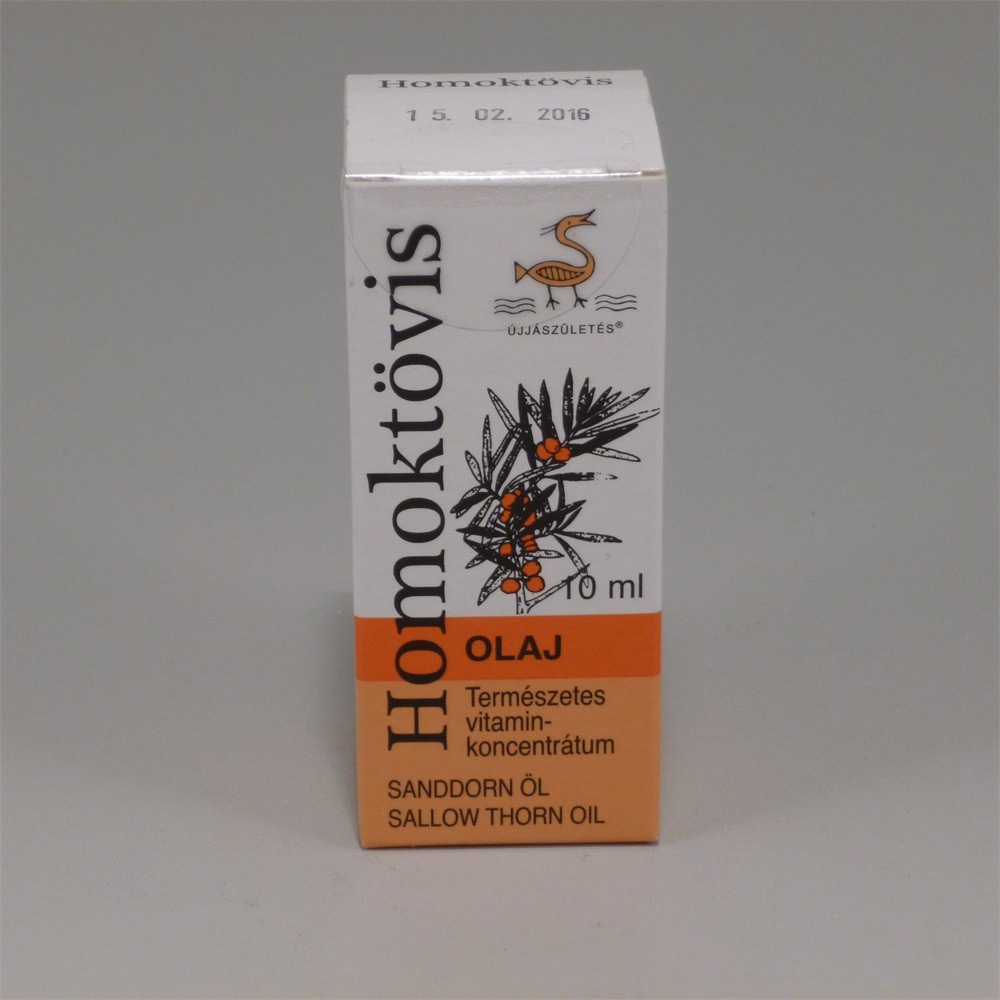 Homoktövis
15. 02. 2016
Homoktövis
ÚJJÁSZÜLETÉS®
10 ml
OLAJ
Természetes
vitamin-
koncentrátum
SANDDORN ÖL
SALLOW THORN OIL